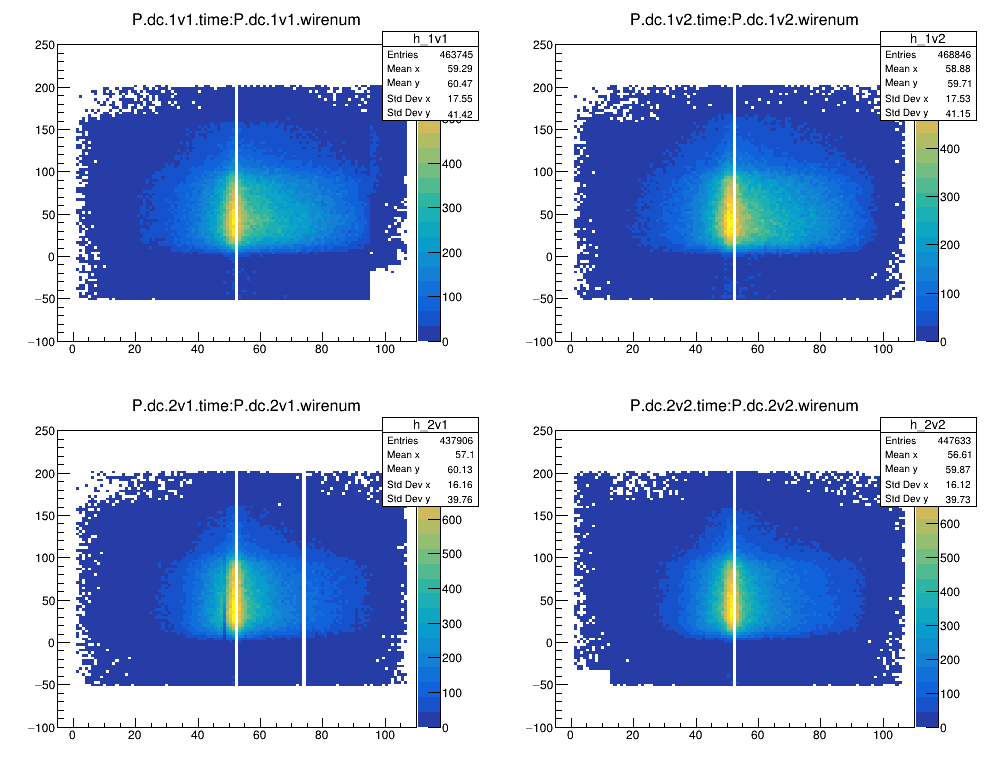 P.dc.1v1.time:P.dc.1v1.wirenum
h_1v1
Entries 463745
Mean x 59.29
Mean y 60.47
Std Dev x 17.55
Std Dev y 41.42
250
200
150
100
50
0
−50
−100
0 20 40 60 80 100
400
300
200
100
0
P.dc.1v2.time:P.dc.1v2.wirenum
h_1v2
Entries 468846
Mean x 58.88
Mean y 59.71
Std Dev x 17.53
Std Dev y 41.15
250
200
150
100
50
0
−50
−100
0 20 40 60 80 100
400
300
200
100
0
P.dc.2v1.time:P.dc.2v1.wirenum
h_2v1
Entries 437906
Mean x 57.1
Mean y 60.13
Std Dev x 16.16
Std Dev y 39.76
250
200
150
100
50
0
−50
−100
0 20 40 60 80 100
600
500
400
300
200
100
0
P.dc.2v2.time:P.dc.2v2.wirenum
h_2v2
Entries 447633
Mean x 56.61
Mean y 59.87
Std Dev x 16.12
Std Dev y 39.73
250
200
150
100
50
0
−50
−100
0 20 40 60 80 100
600
500
400
300
200
100
0